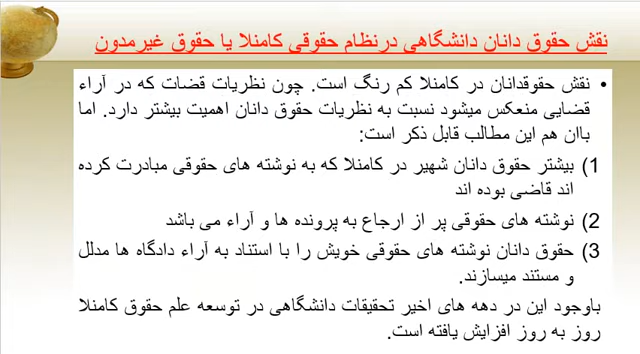 نقش حقوق دانان دانشگاهی درنظام حقوقی کامنلا یا حقوق غیرمدون
• نقش حقوقدانان در کامنلا کم رنگ است. چون نظریات قضات که در آراء
قضایی منعکس میشود نسبت به نظریات حقوق دانان اهمیت بیشتر دارد. اما
باان هم این مطالب قابل ذکر است:
1) بیشتر حقوق دانان شهیر در کامنلا که به نوشته های حقوقی مبادرت کرده
اند قاضی بوده اند
2) نوشته های حقوقی پر از ارجاع به پرونده ها و آراء می باشد
3) حقوق دانان نوشته های حقوقی خویش را با استناد به آراء دادگاه ها مدلل
و مستند میسازند.
باوجود این در دهه های اخیر تحقیقات دانشگاهی در توسعه علم حقوق کامنلا
روز به روز افزایش یافته است.